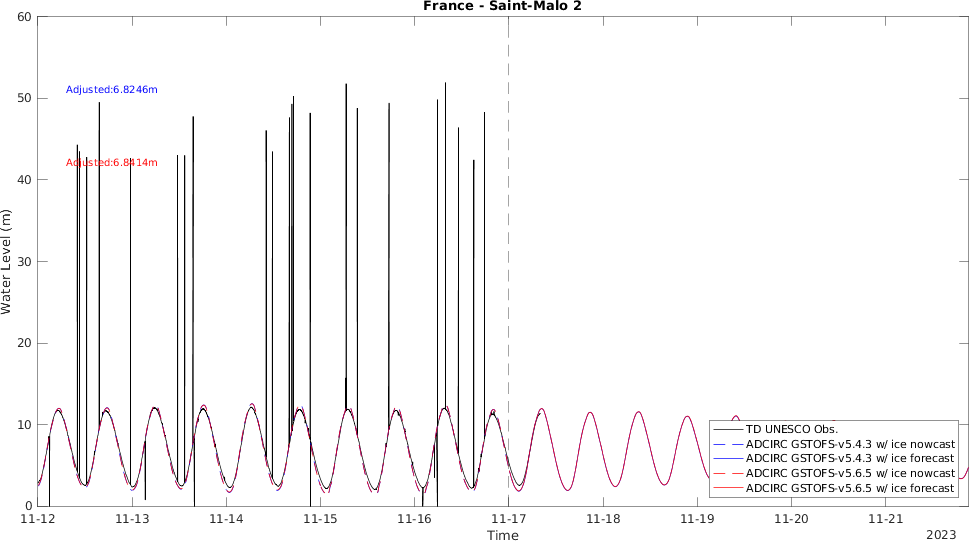 France - Saint-Malo 2
60
50
40
30
20
10
0
Water Level (m)
Adjusted:6.8246m
Adjusted:6.8414m
TD UNESCO Obs.
ADCIRC GSTOFS-v5.4.3 w/ ice nowcast
ADCIRC GSTOFS-v5.4.3 w/ ice forecast
ADCIRC GSTOFS-v5.6.5 w/ ice nowcast
ADCIRC GSTOFS-v5.6.5 w/ ice forecast
11-12 11-13 11-14 11-15 11-16 11-17 11-18 11-19 11-20 11-21
Time
2023